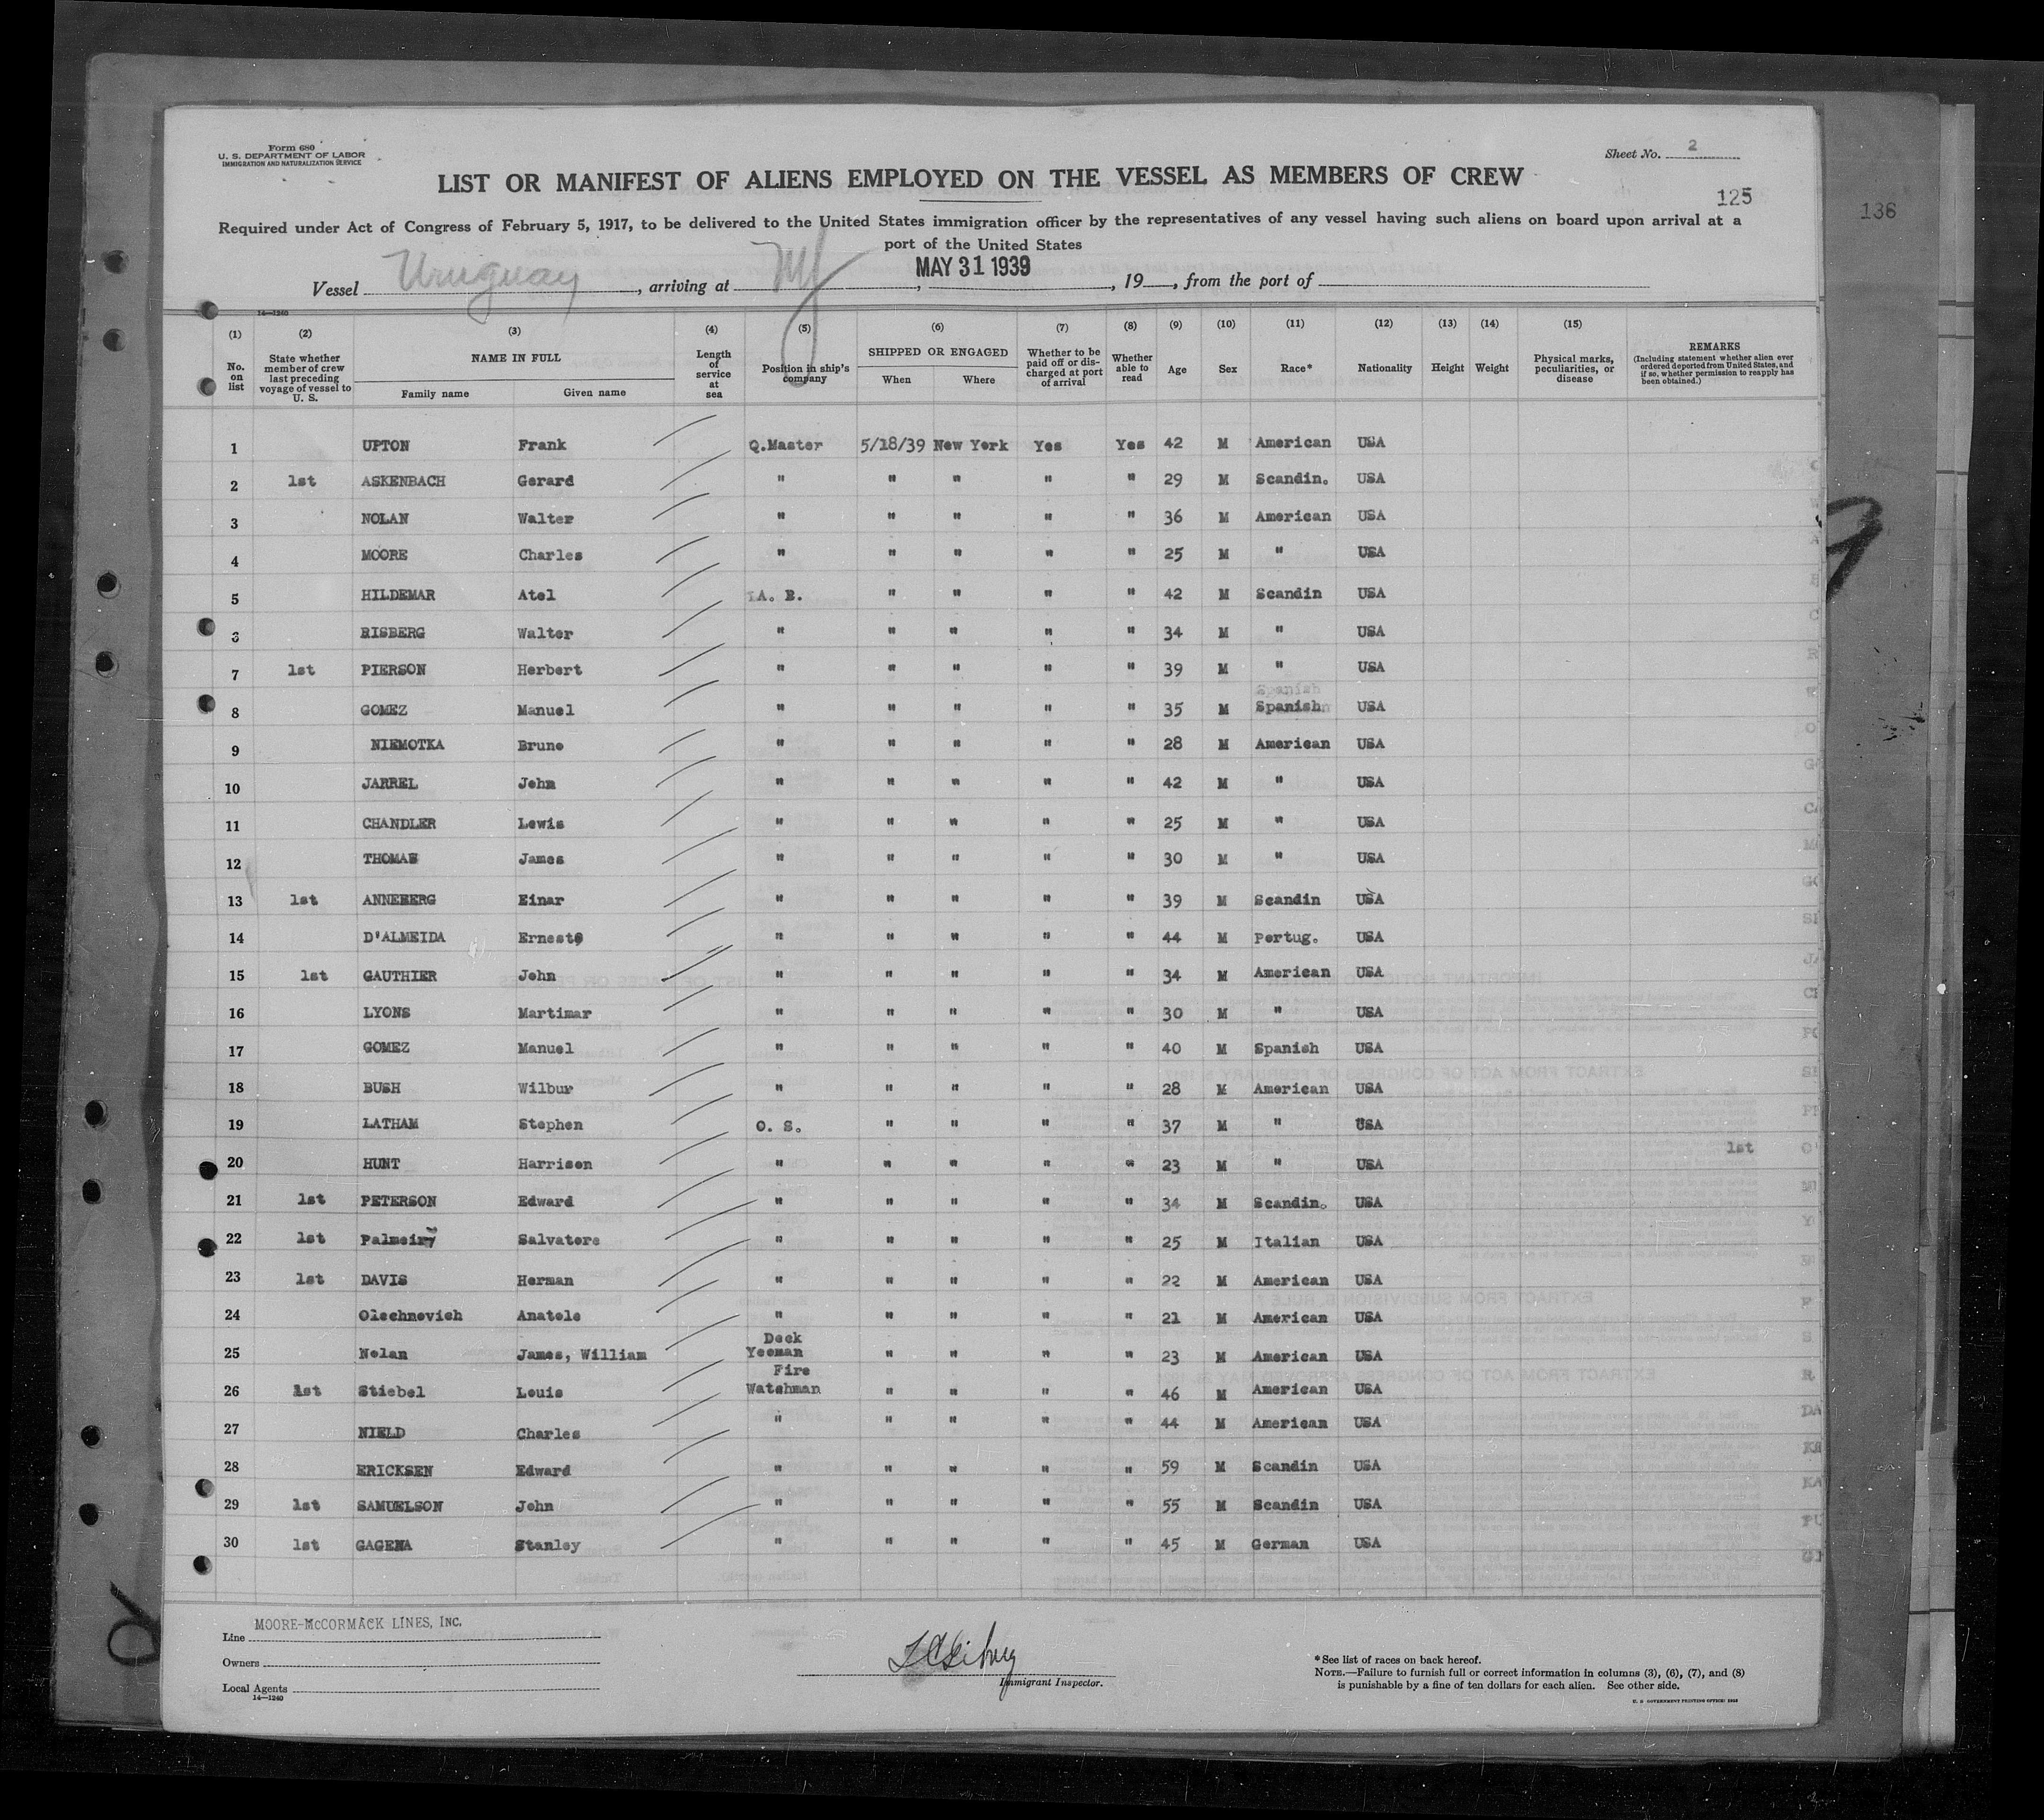 Form 680
U. S. DEPARTMENT OF LABOR
IMMIGRATION AND NATURALIZATION SERVICE
Sheet No. 2
LIST OR MANIFEST OF ALIENS EMPLOYED ON THE VESSEL AS MEMBERS OF CREW
125
136
Required under Act of Congress of February 5, 1917, to be delivered to the United States immigration officer by the representatives of any vessel having such aliens on board upon arrival at a
port of the United States
Vessel Uruguay, arriving at NY, MAY 31 1939, 19, from the port of
14—1240
(1) (2) (3) (4) (5) (6) (7) (8) (9) (10) (11) (12) (13) (14) (15)
No. on list State whether member of crew last preceding voyage of vessel to U. S. NAME IN FULL Family name Given name Length of service at sea Position in ship's company SHIPPED OR ENGAGED When Where Whether to be paid off or discharged at port of arrival Whether able to read Age Sex Race* Nationality Height Weight Physical marks, peculiarities, or disease REMARKS (Including statement whether alien ever ordered deported from United States, and if so, whether permission to reapply has been obtained.)
1 UPTON Frank Q.Master 5/18/39 New York Yes Yes 42 M American USA
2 1st ASKENBACH Gerard " " " " " 29 M Scandin. USA
3 NOLAN Walter " " " " " 36 M American USA
4 MOORE Charles " " " " " 25 M " USA
5 HILDEMAR Atel A. B. " " " " 42 M Scandin USA
6 RISBERG Walter " " " " " 34 M " USA
7 1st PIERSON Herbert " " " " " 39 M " USA
8 GOMEZ Manuel " " " " " 35 M Spanish USA
9 NIEMOTKA Bruno " " " " " 28 M American USA
10 JARREL John " " " " " 42 M " USA
11 CHANDLER Lewis " " " " " 25 M " USA
12 THOMAS James " " " " " 30 M " USA
13 1st ANNEBERG Einar " " " " " 39 M Scandin USA
14 D'ALMEIDA Ernesto " " " " " 44 M Portug. USA
15 1st GAUTHIER John " " " " " 34 M American USA
16 LYONS Martimar " " " " " 30 M " USA
17 GOMEZ Manuel " " " " " 40 M Spanish USA
18 BUSH Wilbur " " " " " 28 M American USA
19 LATHAM Stephen O. S. " " " " 37 M " USA
20 HUNT Harrison " " " " " 23 M " USA 1st
21 1st PETERSON Edward " " " " " 34 M Scandin. USA
22 1st Palmeiry Salvatore " " " " " 25 M Italian USA
23 1st DAVIS Herman " " " " " 22 M American USA
24 Olechnovich Anatole " " " " " 21 M American USA
25 Nolan James, William Deck Yeoman " " " " 23 M American USA
26 1st Stiebel Louis Fire Watchman " " " " 46 M American USA
27 NIELD Charles " " " " " 44 M American USA
28 ERICKSEN Edward " " " " " 59 M Scandin USA
29 1st SAMUELSON John " " " " " 55 M Scandin USA
30 1st GAGENA Stanley " " " " " 45 M German USA
Line MOORE-McCORMACK LINES, INC.
Owners
Local Agents
14—1240
Immigrant Inspector.
*See list of races on back hereof.
NOTE.—Failure to furnish full or correct information in columns (3), (6), (7), and (8)
is punishable by a fine of ten dollars for each alien. See other side.